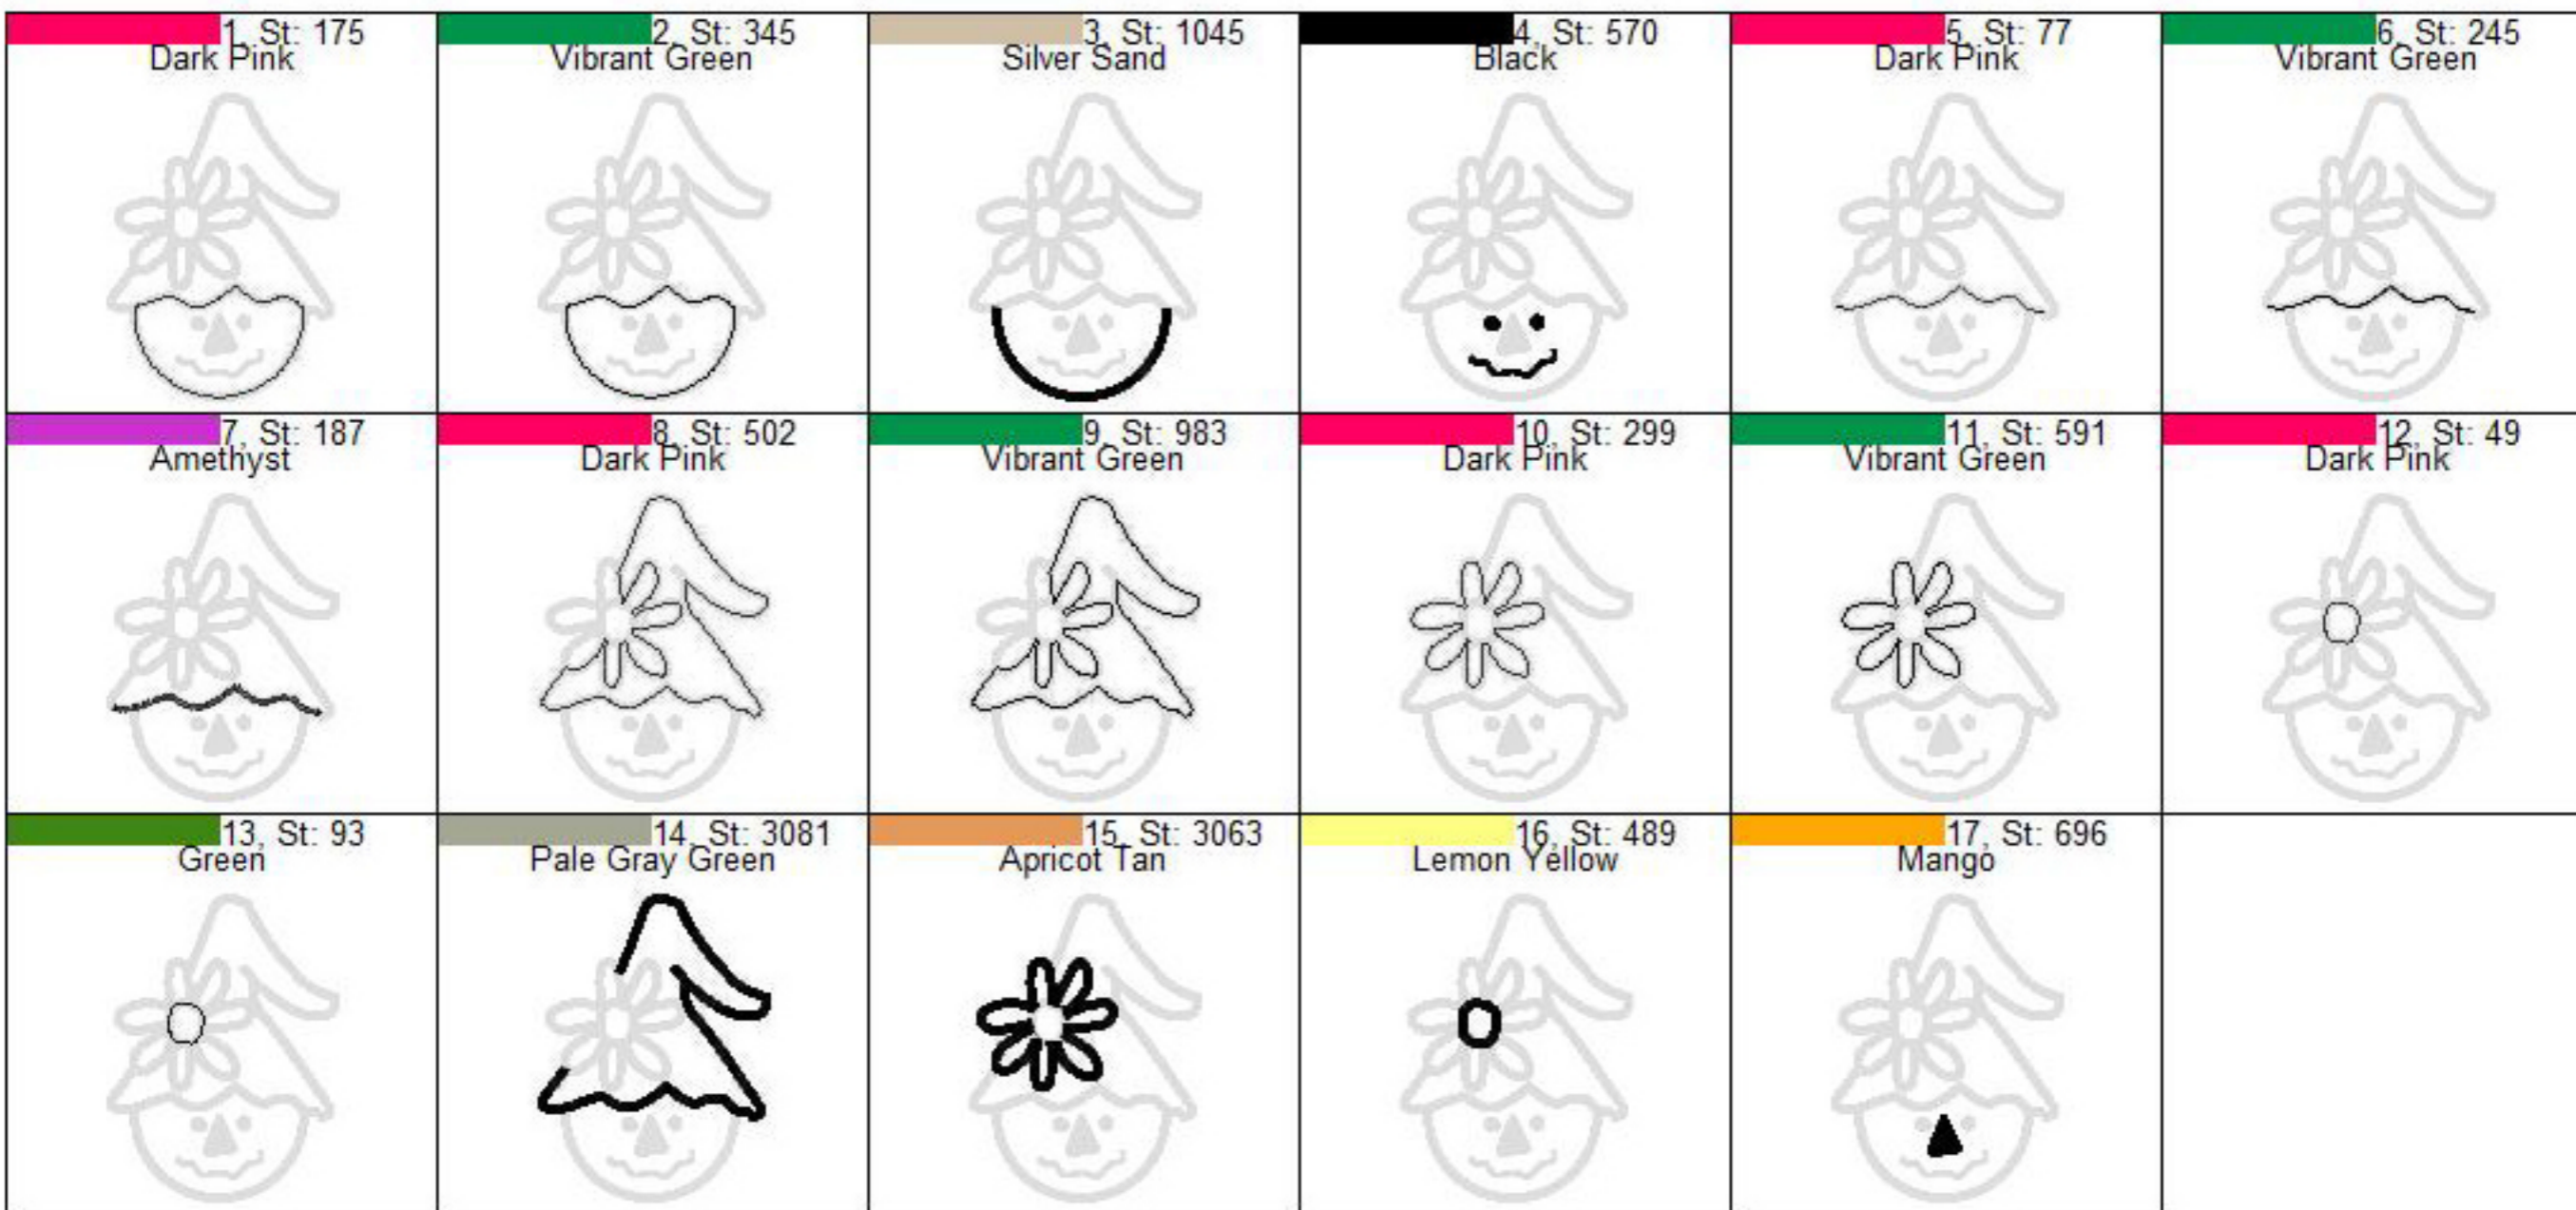 1, St: 175
Dark Pink
2, St: 345
Vibrant Green
3, St: 1045
Silver Sand
4, St: 570
Black
5, St: 77
Dark Pink
6, St: 245
Vibrant Green
7, St: 187
Amethyst
8, St: 502
Dark Pink
9, St: 983
Vibrant Green
10, St: 299
Dark Pink
11, St: 591
Vibrant Green
12, St: 49
Dark Pink
13, St: 93
Green
14, St: 3081
Pale Gray Green
15, St: 3063
Apricot Tan
16, St: 489
Lemon Yellow
17, St: 696
Mango